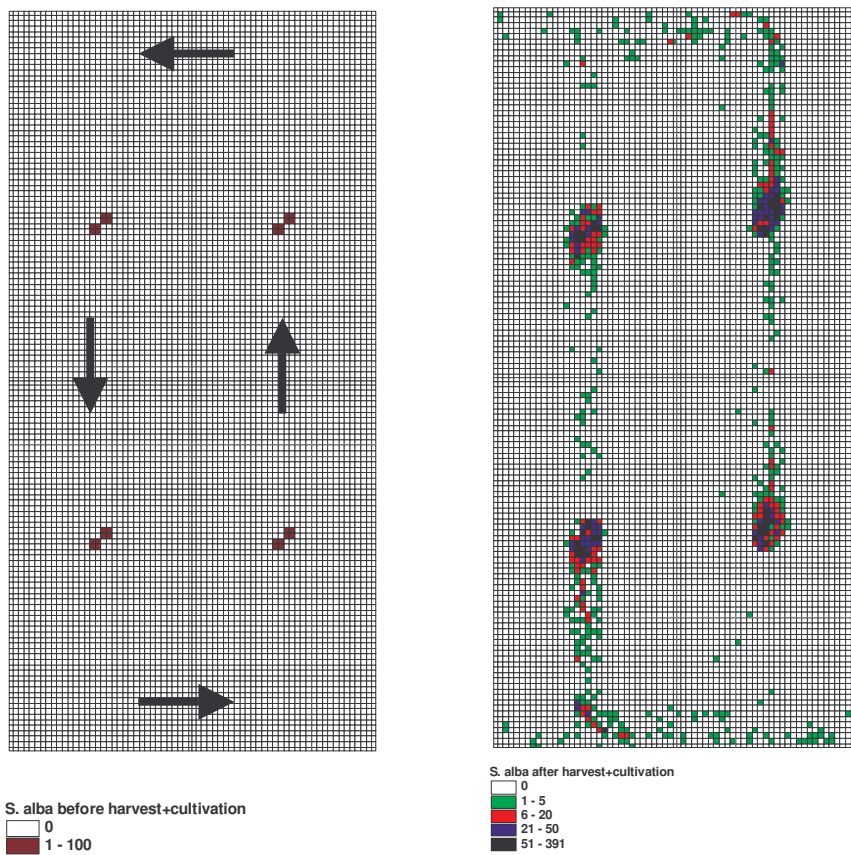 S. alba before harvest+cultivation
0
1 - 100
S. alba after harvest+cultivation
0
1 - 5
6 - 20
21 - 50
51 - 391